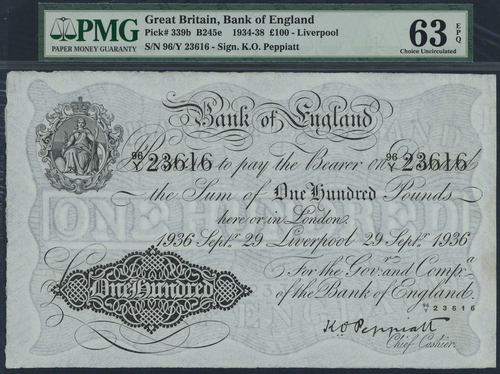 PMG
PAPER MONEY GUARANTY
Great Britain, Bank of England
Pick# 339b B245e 1934-38 £100 - Liverpool
S/N 96/Y 23616 - Sign. K.O. Peppiatt
63 EPQ
Choice Uncirculated
Bank of England
96/Y 23616 to pay the Bearer on 96/Y 23616
the Sum of One Hundred Pounds
here or in London.
1936 Septr. 29 Liverpool 29 Septr. 1936
For the Govr. and Compa.
of the Bank of England.
£ One Hundred
96/Y 23616
K.O. Peppiatt
Chief Cashier.
ONE HUNDRED